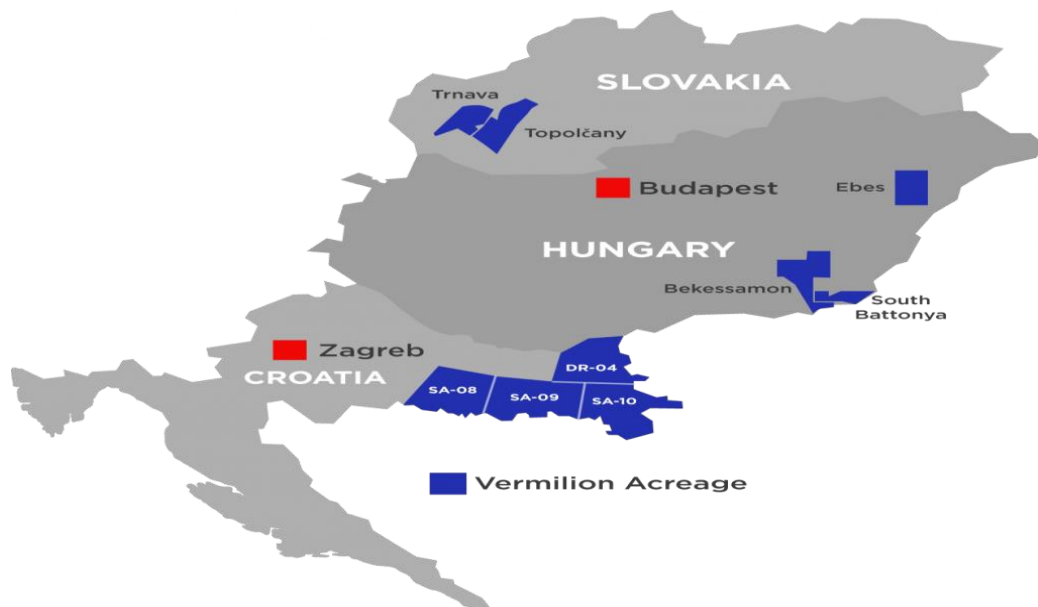 SLOVAKIA
Trnava
Topolčany
Budapest
Ebes
HUNGARY
Bekessamon
South
Battonya
Zagreb
CROATIA
DR-04
SA-08
SA-09
SA-10
Vermilion Acreage